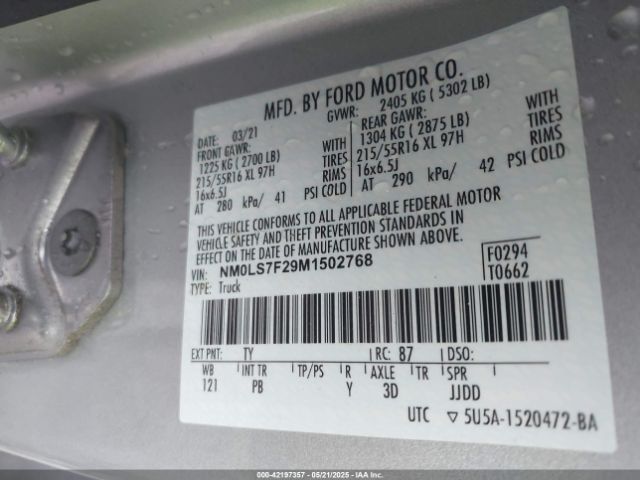 MFD. BY FORD MOTOR CO.
DATE: 03/21 GVWR: 2405 KG ( 5302 LB)
FRONT GAWR: REAR GAWR:
1225 KG ( 2700 LB) WITH 1304 KG ( 2875 LB) WITH
215/55R16 XL 97H TIRES 215/55R16 XL 97H TIRES
16x6.5J RIMS 16x6.5J RIMS
AT 280 kPa/ 41 PSI COLD AT 290 kPa/ 42 PSI COLD
THIS VEHICLE CONFORMS TO ALL APPLICABLE FEDERAL MOTOR
VEHICLE SAFETY AND THEFT PREVENTION STANDARDS IN
EFFECT ON THE DATE OF MANUFACTURE SHOWN ABOVE.
VIN: NM0LS7F29M1502768 F0294
TYPE: Truck T0662
EXT PNT: TY RC: 87 DSO:
WB INT TR TP/PS R AXLE TR SPR
121 PB Y 3D JJDD
UTC ▽ 5U5A-1520472-BA
000-42197357 - 05/21/2025 - IAAI.COM